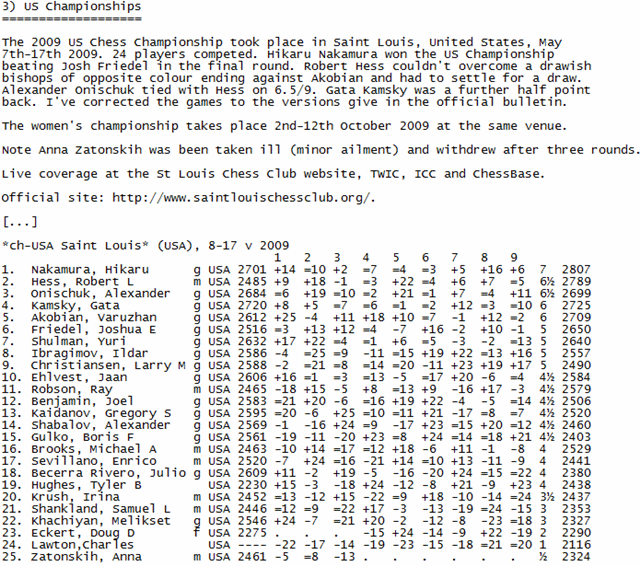 3) US Championships
===================
The 2009 US Chess Championship took place in Saint Louis, United States, May
7th-17th 2009. 24 players competed. Hikaru Nakamura won the US Championship
beating Josh Friedel in the final round. Robert Hess couldn't overcome a drawish
bishops of opposite colour ending against Akobian and had to settle for a draw.
Alexander Onischuk tied with Hess on 6.5/9. Gata Kamsky was a further half point
back. I've corrected the games to the versions give in the official bulletin.
The women's championship takes place 2nd-12th October 2009 at the same venue.
Note Anna Zatonskih was been taken ill (minor ailment) and withdrew after three rounds.
Live coverage at the St Louis Chess Club website, TWIC, ICC and ChessBase.
Official site: http://www.saintlouischessclub.org/.
[...]
*ch-USA Saint Louis* (USA), 8-17 v 2009
1 2 3 4 5 6 7 8 9
1. Nakamura, Hikaru g USA 2701 +14 =10 +2 =7 =4 =3 +5 +16 +6 7 2807
2. Hess, Robert L m USA 2485 +9 +18 -1 =3 +22 =4 +6 +7 =5 6½ 2789
3. Onischuk, Alexander g USA 2684 =6 +19 =10 =2 +21 =1 +7 =4 +11 6½ 2699
4. Kamsky, Gata g USA 2720 +8 +5 =7 =6 =1 =2 +12 =3 =10 6 2725
5. Akobian, Varuzhan g USA 2612 +25 -4 +11 +18 +10 =7 -1 +12 =2 6 2709
6. Friedel, Joshua E g USA 2516 =3 +13 +12 =4 -7 +16 -2 +10 -1 5 2650
7. Shulman, Yuri g USA 2632 +17 +22 =4 =1 +6 =5 -3 -2 =13 5 2640
8. Ibragimov, Ildar g USA 2586 -4 =25 =9 -11 =15 +19 +22 =13 +16 5 2557
9. Christiansen, Larry M g USA 2588 -2 =21 =8 =14 =20 -11 +23 +19 +17 5 2490
10. Ehlvest, Jaan g USA 2606 +16 =1 =3 =13 -5 =17 +20 -6 =4 4½ 2584
11. Robson, Ray m USA 2465 -18 +15 -5 +8 =13 +9 -16 +17 -3 4½ 2579
12. Benjamin, Joel g USA 2583 =21 +20 -6 =16 +19 +22 -4 -5 =14 4½ 2506
13. Kaidanov, Gregory S g USA 2595 +20 -6 +25 =10 =11 +21 -17 =8 =7 4½ 2520
14. Shabalov, Alexander g USA 2569 -1 -16 +24 =9 -17 +23 =15 +20 =12 4½ 2460
15. Gulko, Boris F g USA 2561 -19 -11 -20 +23 =8 +24 =14 =18 +21 4½ 2403
16. Brooks, Michael A m USA 2463 -10 +14 +17 =12 +18 -6 +11 -1 -8 4 2529
17. Sevillano, Enrico m USA 2520 -7 +24 =16 -21 +14 =10 +13 -11 -9 4 2441
18. Becerra Rivero, Julio g USA 2609 +11 -2 +19 -5 -16 -20 +24 =15 =22 4 2380
19. Hughes, Tyler B USA 2230 +15 -3 -18 +24 -12 -8 +21 -9 +23 4 2438
20. Krush, Irina m USA 2452 =13 -12 +15 -22 =9 +18 -10 -14 =24 3½ 2437
21. Shankland, Samuel L m USA 2446 =12 =9 =22 +17 -3 -13 -19 =24 -15 3 2353
22. Khachiyan, Melikset g USA 2546 +24 -7 =21 +20 -2 -12 -8 -23 =18 3 2327
23. Eckert, Doug D f USA 2275 . . . -15 +24 -14 -9 +22 -19 2 2290
24. Lawton,Charles USA ---- -22 -17 -14 -19 -23 -15 -18 =21 =20 1 2116
25. Zatonskih, Anna m USA 2461 -5 =8 -13 . . . . . . ½ 2324